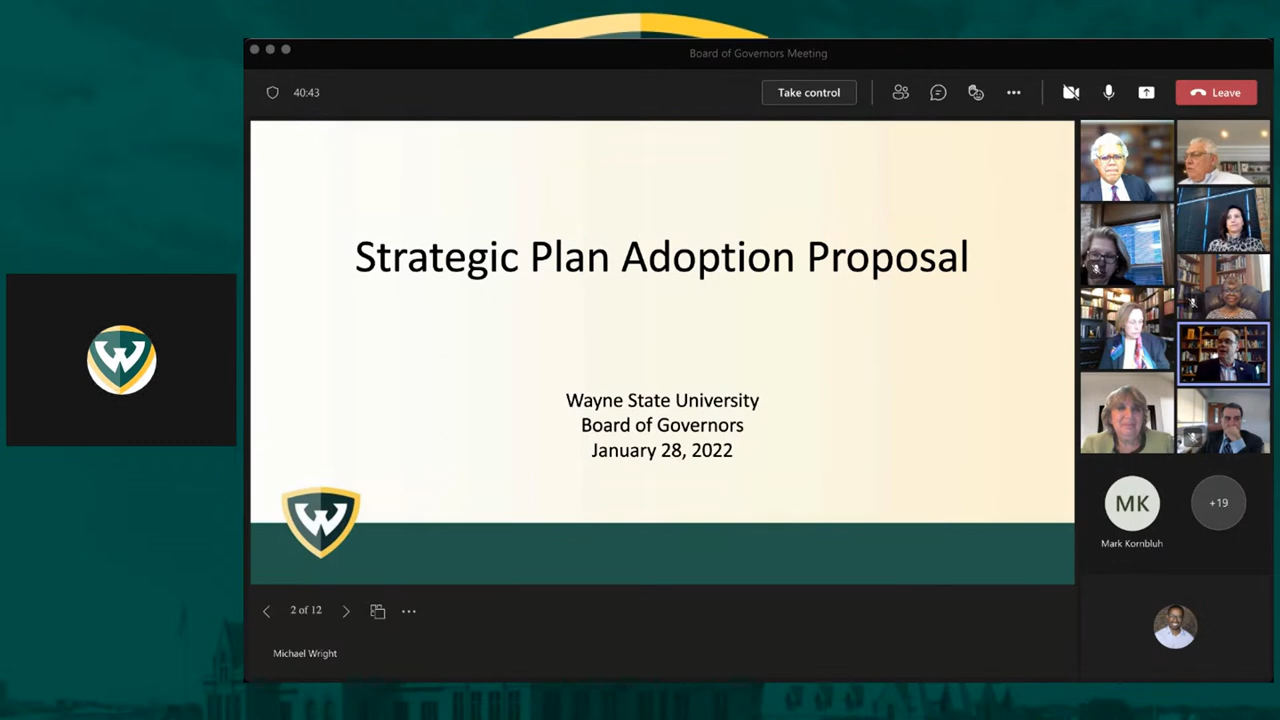 Board of Governors Meeting
40:43
Take control
Leave
Strategic Plan Adoption Proposal
Wayne State University
Board of Governors
January 28, 2022
W
W
MK
+19
Mark Kornbluh
2 of 12
Michael Wright